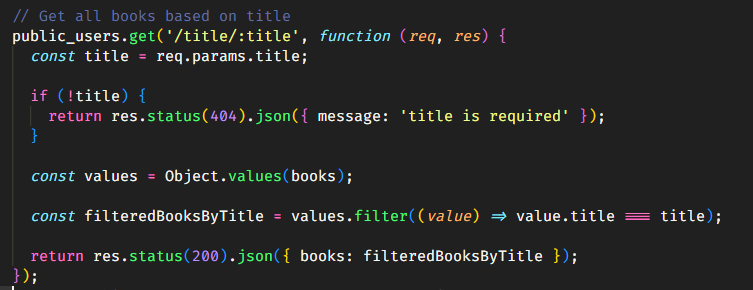 // Get all books based on title
public_users.get('/title/:title', function (req, res) {
  const title = req.params.title;

  if (!title) {
    return res.status(404).json({ message: 'title is required' });
  }

  const values = Object.values(books);

  const filteredBooksByTitle = values.filter((value) => value.title === title);

  return res.status(200).json({ books: filteredBooksByTitle });
});